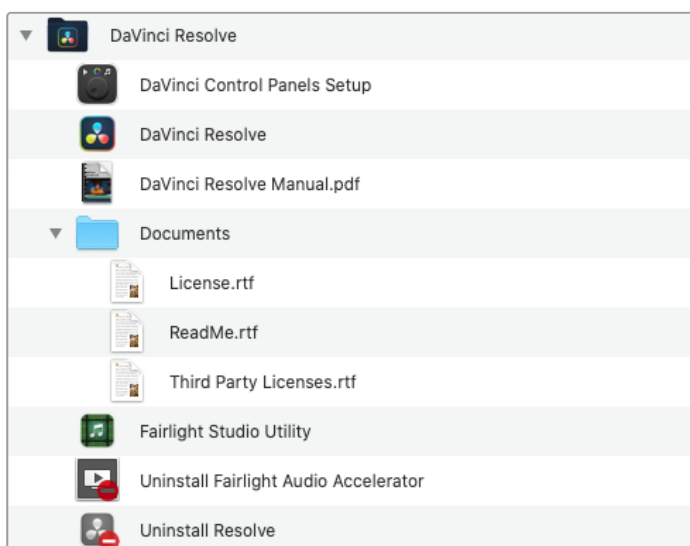 DaVinci Resolve
DaVinci Control Panels Setup
DaVinci Resolve
DaVinci Resolve Manual.pdf
Documents
License.rtf
ReadMe.rtf
Third Party Licenses.rtf
Fairlight Studio Utility
Uninstall Fairlight Audio Accelerator
Uninstall Resolve